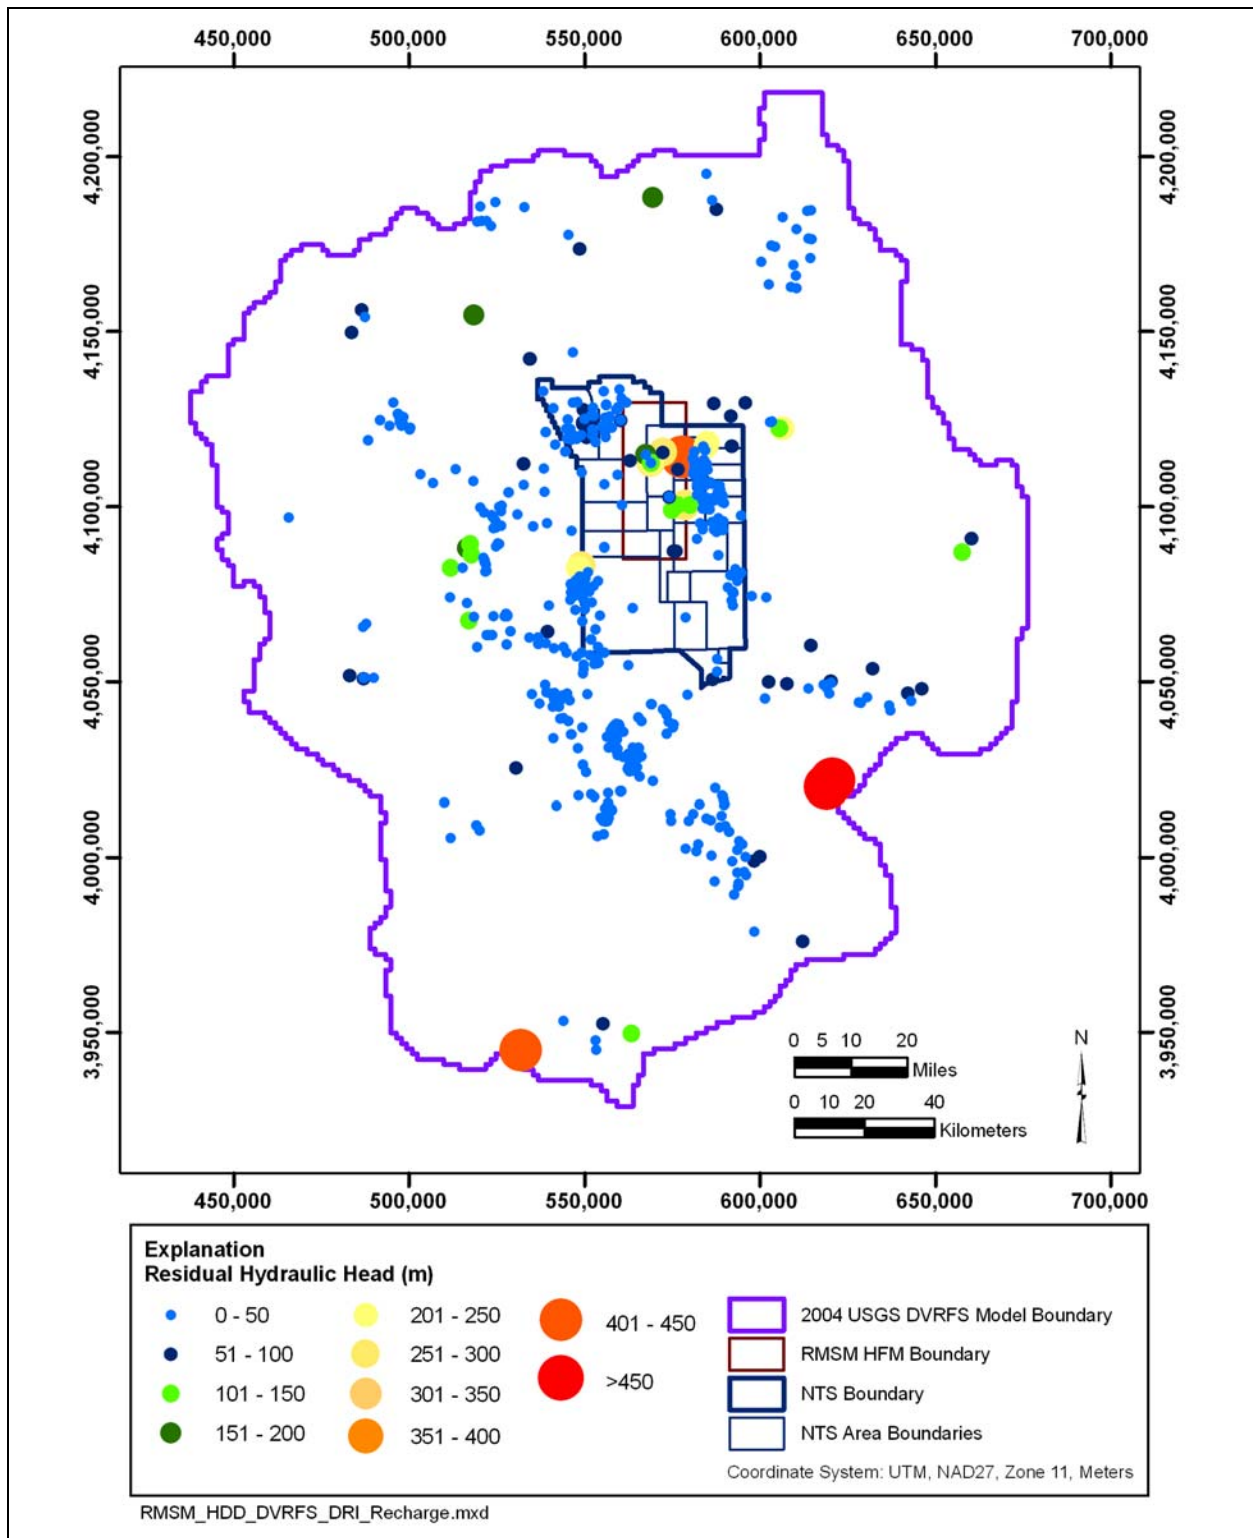 450,000 500,000 550,000 600,000 650,000 700,000
4,200,000 4,200,000
4,150,000 4,150,000
4,100,000 4,100,000
4,050,000 4,050,000
4,000,000 4,000,000
3,950,000 3,950,000
0 5 10 20
Miles
0 10 20 40
Kilometers
N
450,000 500,000 550,000 600,000 650,000 700,000
Explanation
Residual Hydraulic Head (m)
0 - 50
51 - 100
101 - 150
151 - 200
201 - 250
251 - 300
301 - 350
351 - 400
401 - 450
>450
2004 USGS DVRFS Model Boundary
RMSM HFM Boundary
NTS Boundary
NTS Area Boundaries
Coordinate System: UTM, NAD27, Zone 11, Meters
RMSM_HDD_DVRFS_DRI_Recharge.mxd